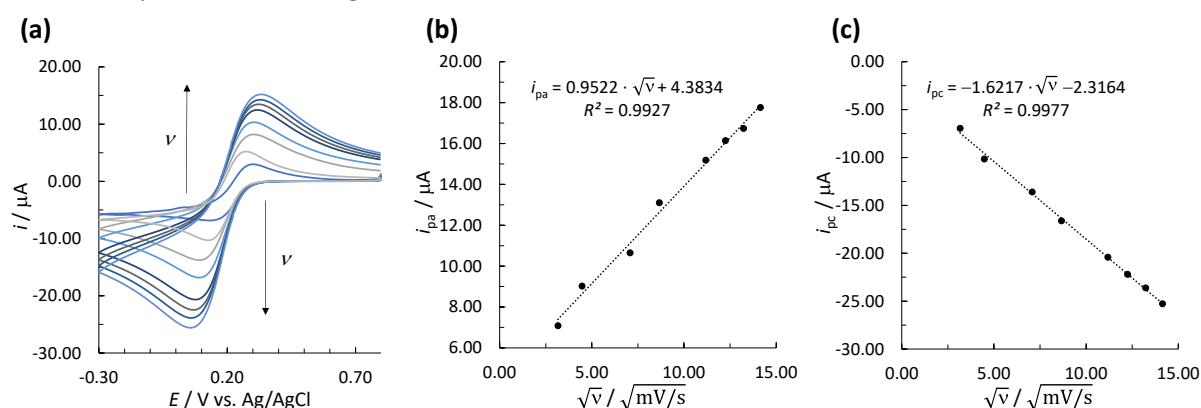 (a)
20.00
10.00
0.00
-10.00
-20.00
-30.00
-0.30 0.20 0.70
i / μA
E / V vs. Ag/AgCl
ν
ν
(b)
20.00
18.00
16.00
14.00
12.00
10.00
8.00
6.00
0.00 5.00 10.00 15.00
ipa = 0.9522 · √ν + 4.3834
R² = 0.9927
ipa / μA
√ν / √mV/s
(c)
0.00
-5.00
-10.00
-15.00
-20.00
-25.00
-30.00
0.00 5.00 10.00 15.00
ipc = −1.6217 · √ν −2.3164
R² = 0.9977
ipc / μA
√ν / √mV/s